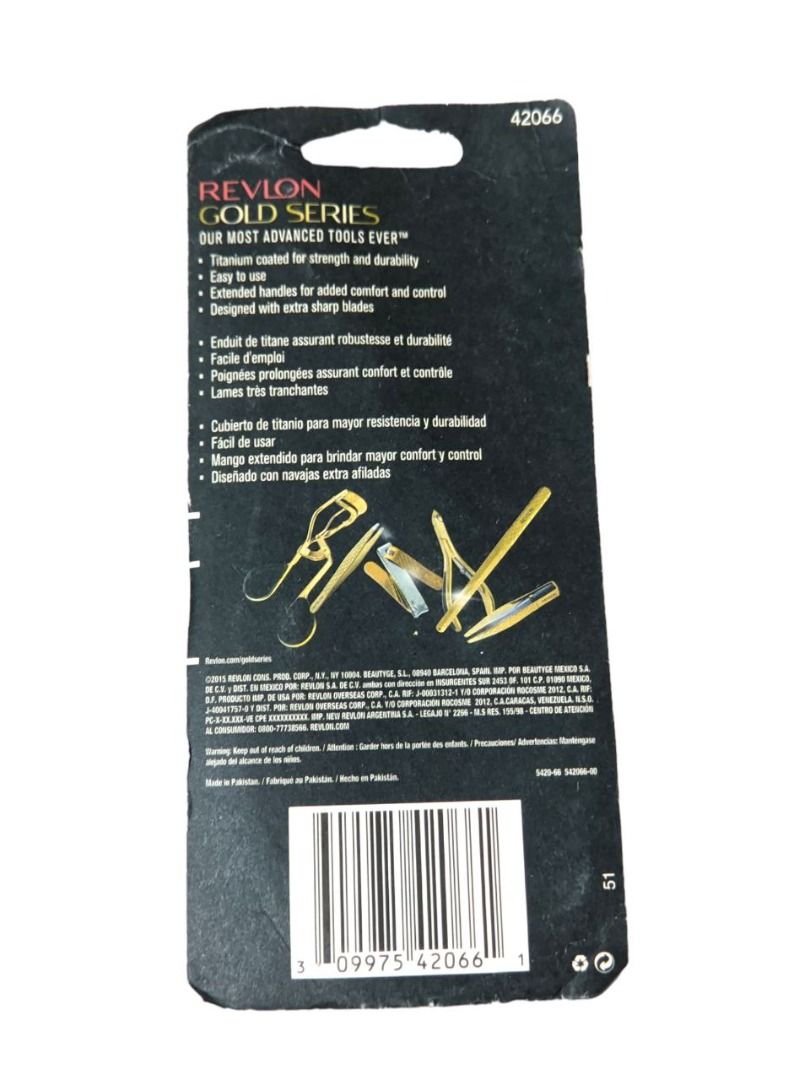 42066
REVLON
GOLD SERIES
OUR MOST ADVANCED TOOLS EVER™
• Titanium coated for strength and durability
• Easy to use
• Extended handles for added comfort and control
• Designed with extra sharp blades
• Enduit de titane assurant robustesse et durabilité
• Facile d'emploi
• Poignées prolongées assurant confort et contrôle
• Lames très tranchantes
• Cubierto de titanio para mayor resistencia y durabilidad
• Fácil de usar
• Mango extendido para brindar mayor confort y control
• Diseñado con navajas extra afiladas
Revlon.com/goldseries
©2015 REVLON CONS. PROD. CORP., N.Y., NY 10004. BEAUTYGE, S.L., 08940 BARCELONA, SPAIN. IMP. POR BEAUTYGE MEXICO S.A.
DE C.V. y DIST. EN MEXICO POR: REVLON S.A. DE C.V. ambas con dirección en INSURGENTES SUR 2453 OF. 101 C.P. 01090 MEXICO,
D.F. PRODUCTO IMP. DE USA POR: REVLON OVERSEAS CORP., C.A. RIF: J-00031312-1 Y/O CORPORACIÓN ROCOSME 2012, C.A. RIF:
J-40041757-0 Y DIST. POR: REVLON OVERSEAS CORP., C.A. Y/O CORPORACIÓN ROCOSME 2012, C.A. CARACAS, VENEZUELA. N.S.O.
PC-X-XX.XXX-VE CPE XXXXXXXXXX. IMP. NEW REVLON ARGENTINA S.A. - LEGAJO N° 2266 - M.S RES. 155/98 - CENTRO DE ATENCION
AL CONSUMIDOR: 0800-77738566. REVLON.COM
Warning: Keep out of reach of children. / Attention : Garder hors de la portée des enfants. / Precauciones/ Advertencias: Manténgase
alejado del alcance de los niños.
Made in Pakistan. / Fabriqué au Pakistán. / Hecho en Pakistán.
5429-66 542066-00
51
3 09975 42066 1